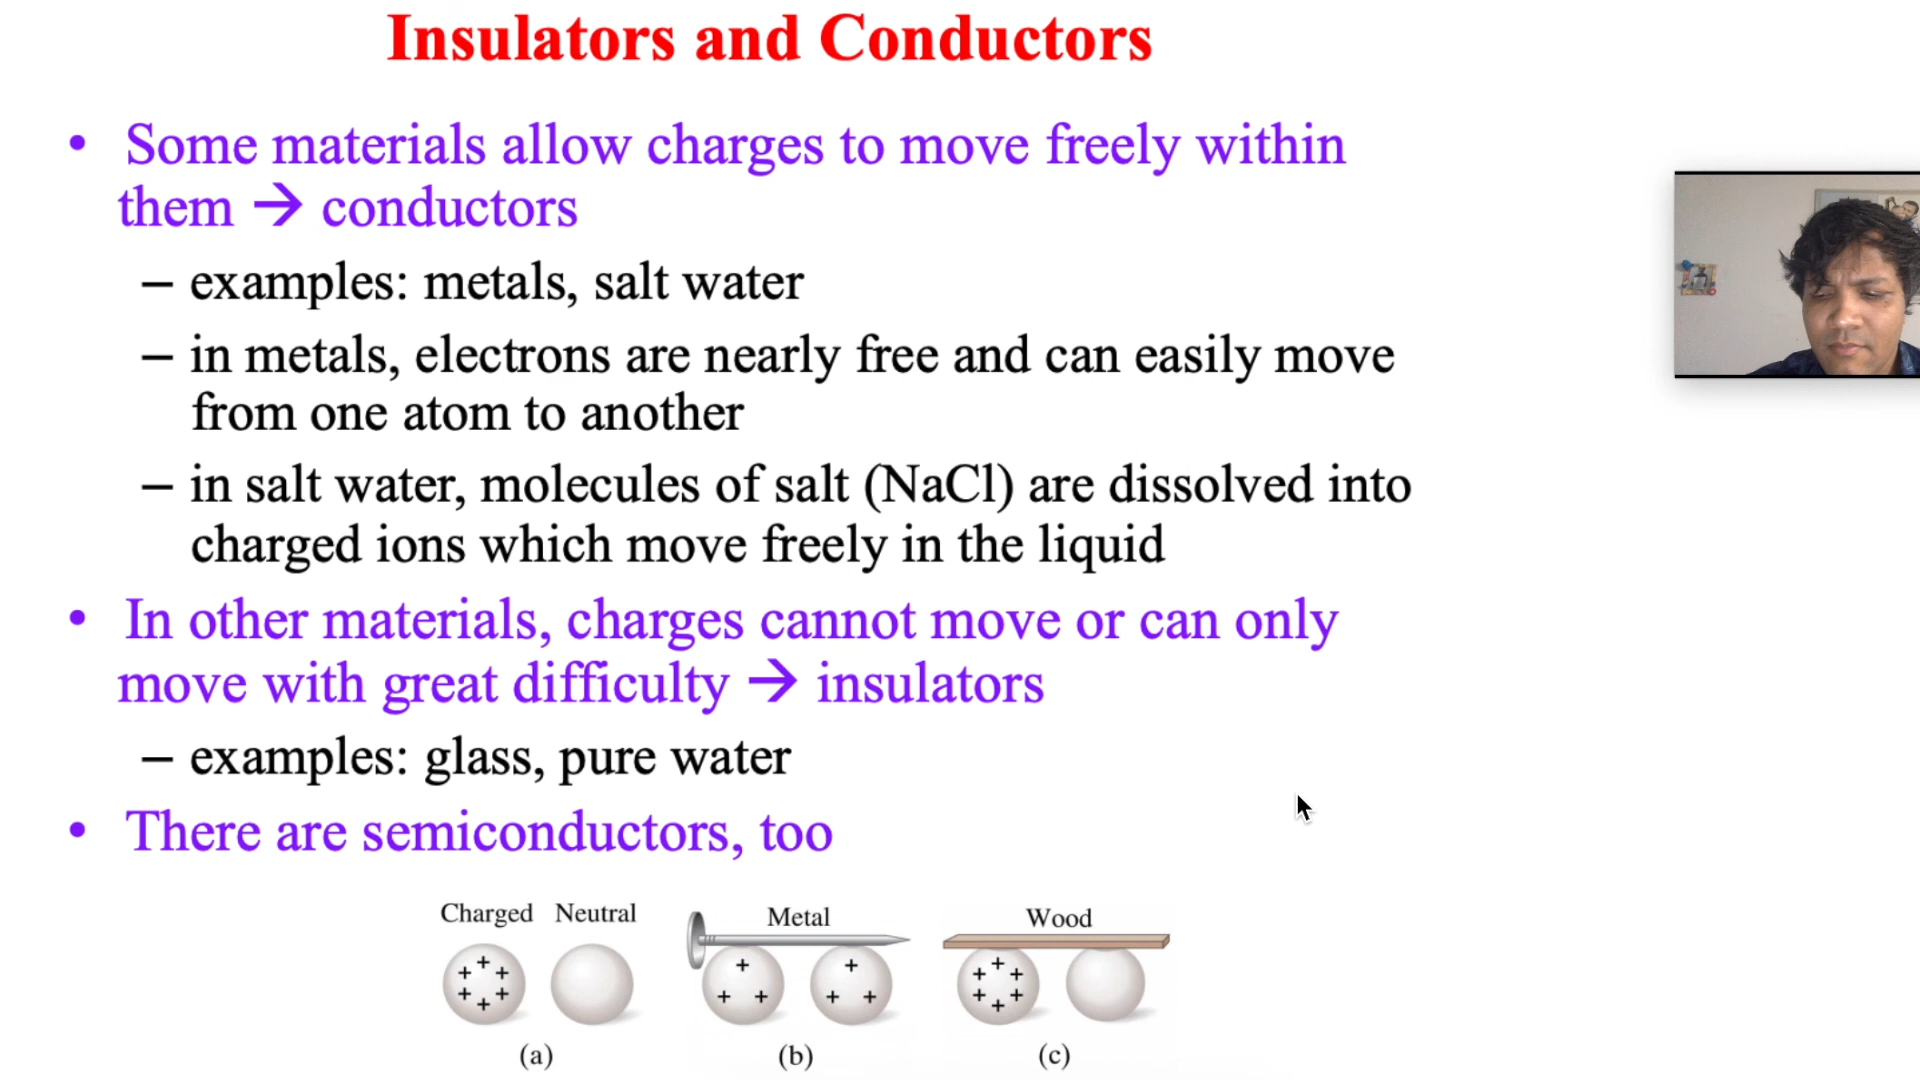 Insulators and Conductors
• Some materials allow charges to move freely within
them → conductors
– examples: metals, salt water
– in metals, electrons are nearly free and can easily move
from one atom to another
– in salt water, molecules of salt (NaCl) are dissolved into
charged ions which move freely in the liquid
• In other materials, charges cannot move or can only
move with great difficulty → insulators
– examples: glass, pure water
• There are semiconductors, too
Charged Neutral
Metal
Wood
+ + + + + +
+ + +
+ + +
+ + + + + +
(a)
(b)
(c)